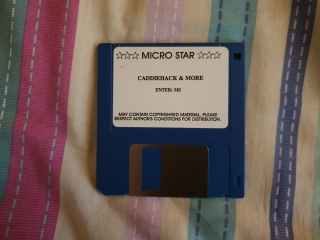 ☆☆☆ MICRO STAR ☆☆☆
CADDIEHACK & MORE
ENTER: MS
MAY CONTAIN COPYRIGHTED MATERIAL, PLEASE
RESPECT AUTHOR'S CONDITIONS FOR DISTRIBUTION.